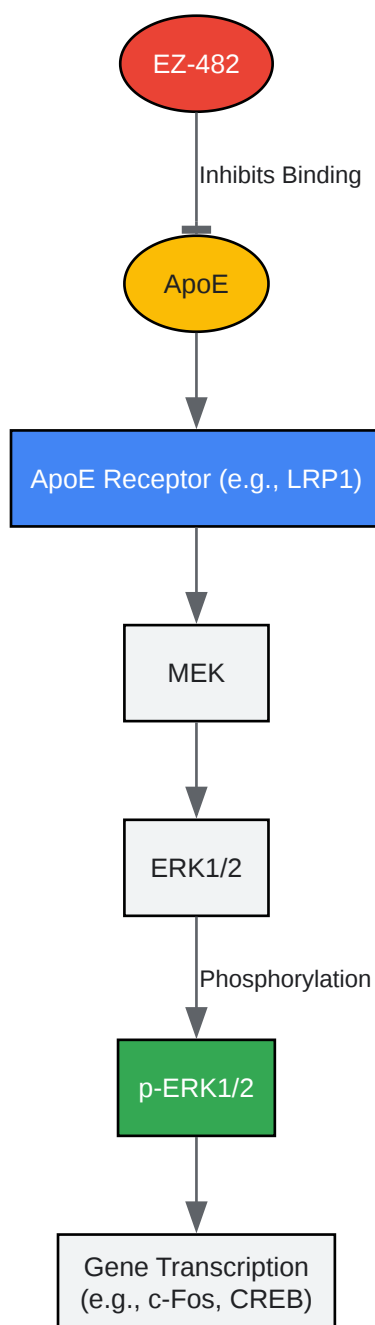 EZ-482
Inhibits Binding
ApoE
ApoE Receptor (e.g., LRP1)
MEK
ERK1/2
Phosphorylation
p-ERK1/2
Gene Transcription
(e.g., c-Fos, CREB)